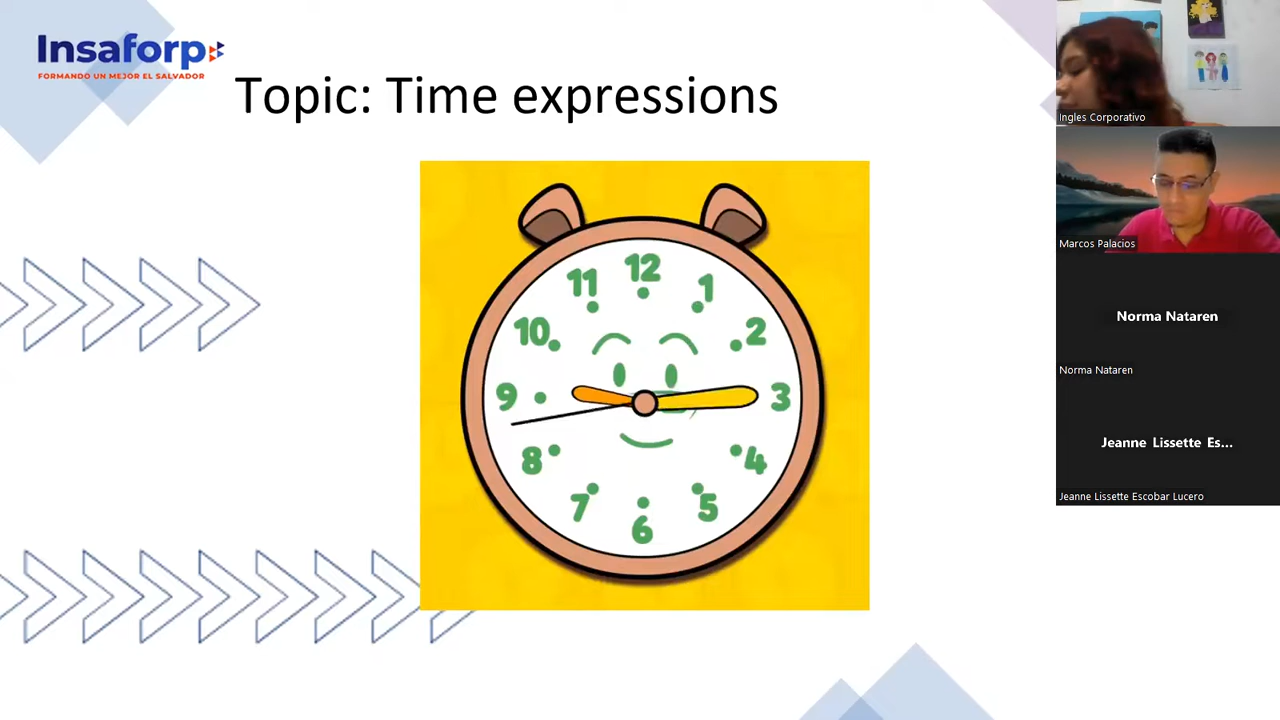 Insaforp
FORMANDO UN MEJOR EL SALVADOR
Topic: Time expressions
12
11
1
10
2
9
3
8
4
7
5
6
Ingles Corporativo
Marcos Palacios
Norma Nataren
Norma Nataren
Jeanne Lissette Es...
Jeanne Lissette Escobar Lucero